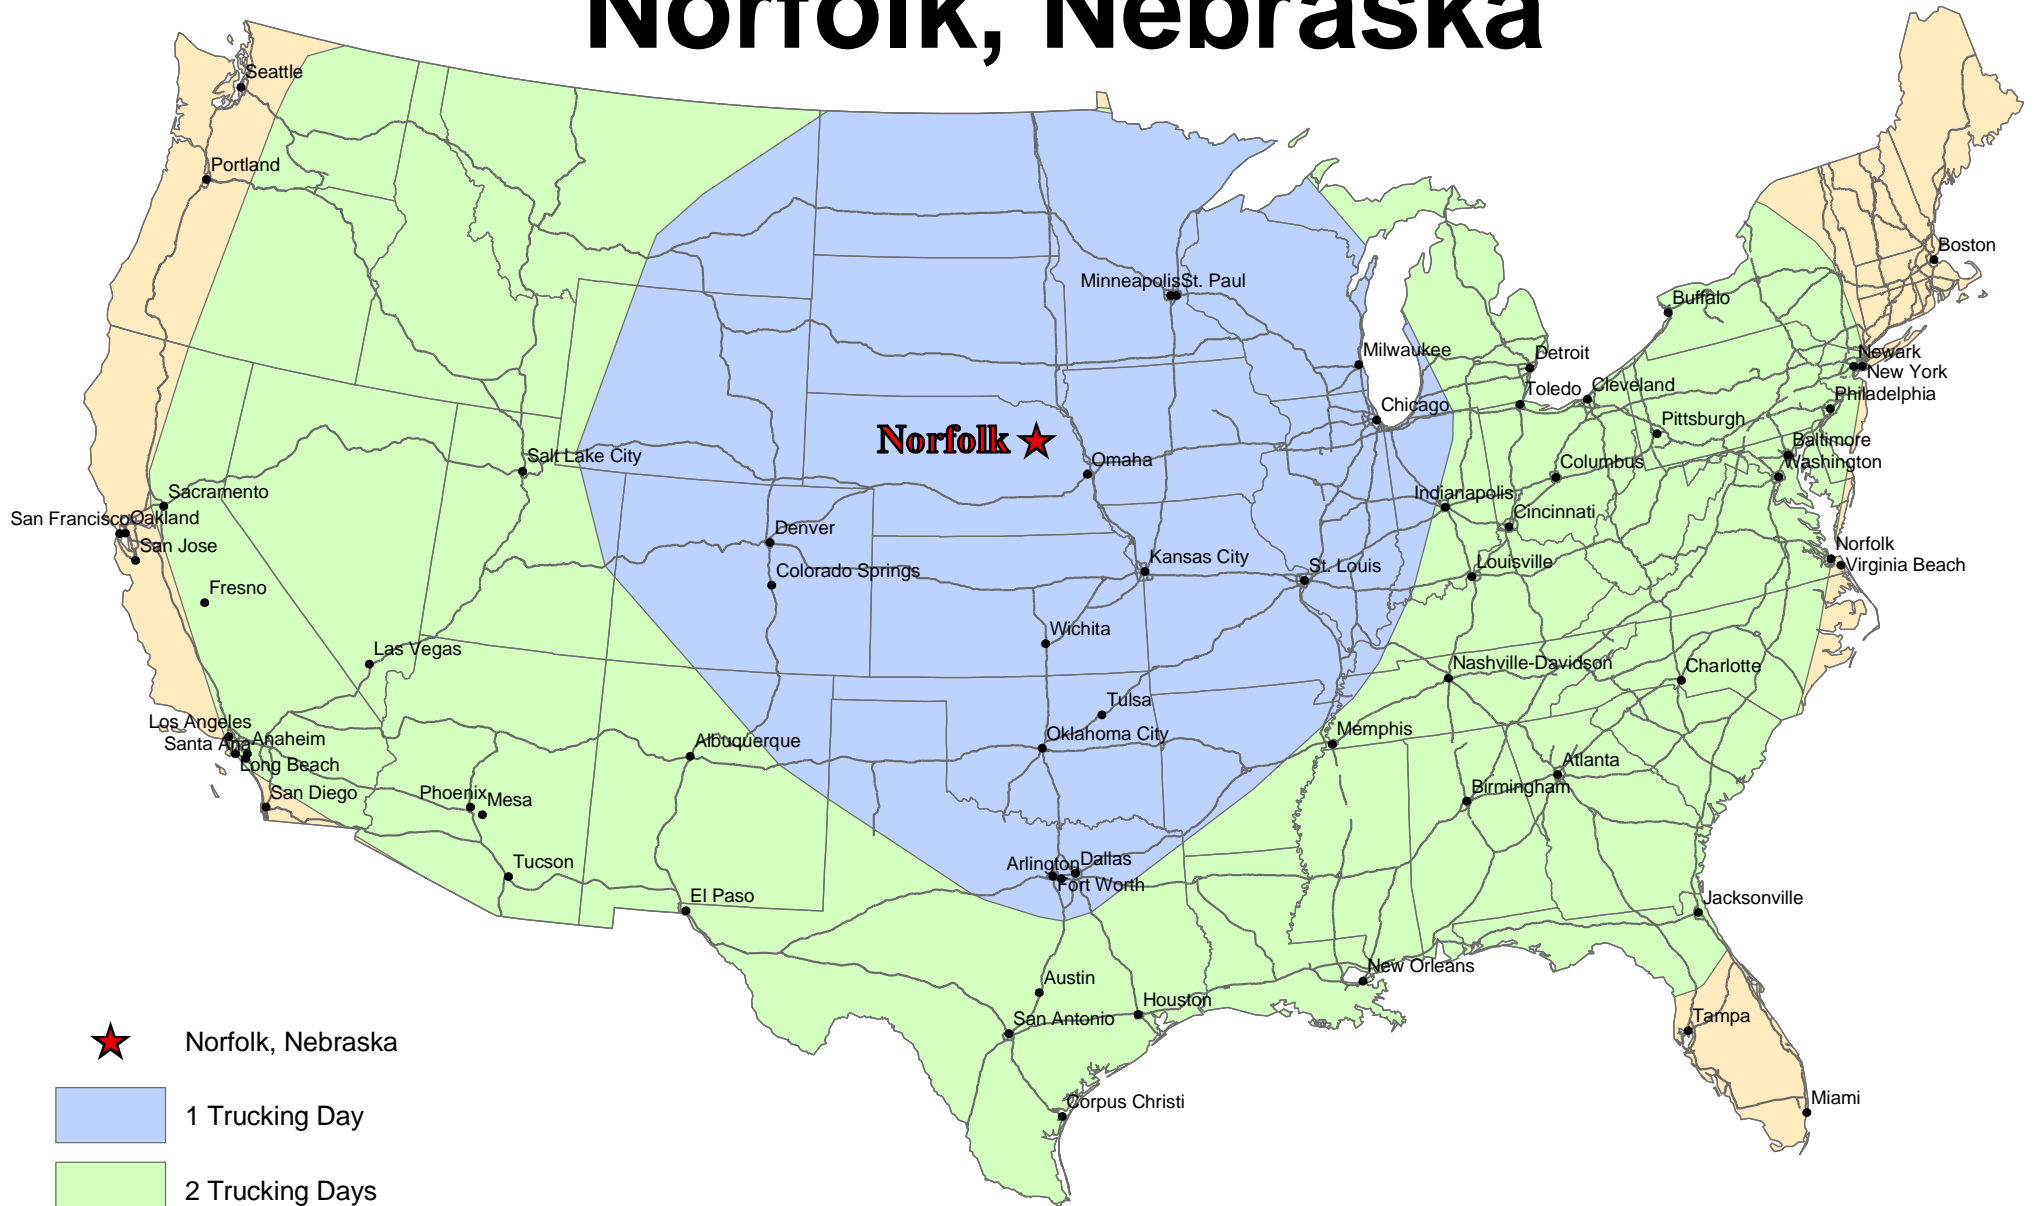 Norfolk, Nebraska
Seattle
Portland
Boston
Minneapolis St. Paul
Buffalo
Milwaukee
Detroit
Newark
New York
Toledo
Cleveland
Philadelphia
Chicago
Pittsburgh
Norfolk
Baltimore
Omaha
Columbus
Washington
Salt Lake City
Sacramento
Indianapolis
Cincinnati
San Francisco
Oakland
Denver
San Jose
Norfolk
Kansas City
Virginia Beach
St. Louis
Louisville
Colorado Springs
Fresno
Wichita
Las Vegas
Nashville-Davidson
Charlotte
Tulsa
Los Angeles
Memphis
Oklahoma City
Santa Ana
Anaheim
Albuquerque
Long Beach
Atlanta
San Diego
Phoenix
Mesa
Birmingham
Tucson
Arlington
Dallas
Fort Worth
El Paso
Jacksonville
New Orleans
Austin
Houston
San Antonio
Tampa
Norfolk, Nebraska
Miami
Corpus Christi
1 Trucking Day
2 Trucking Days